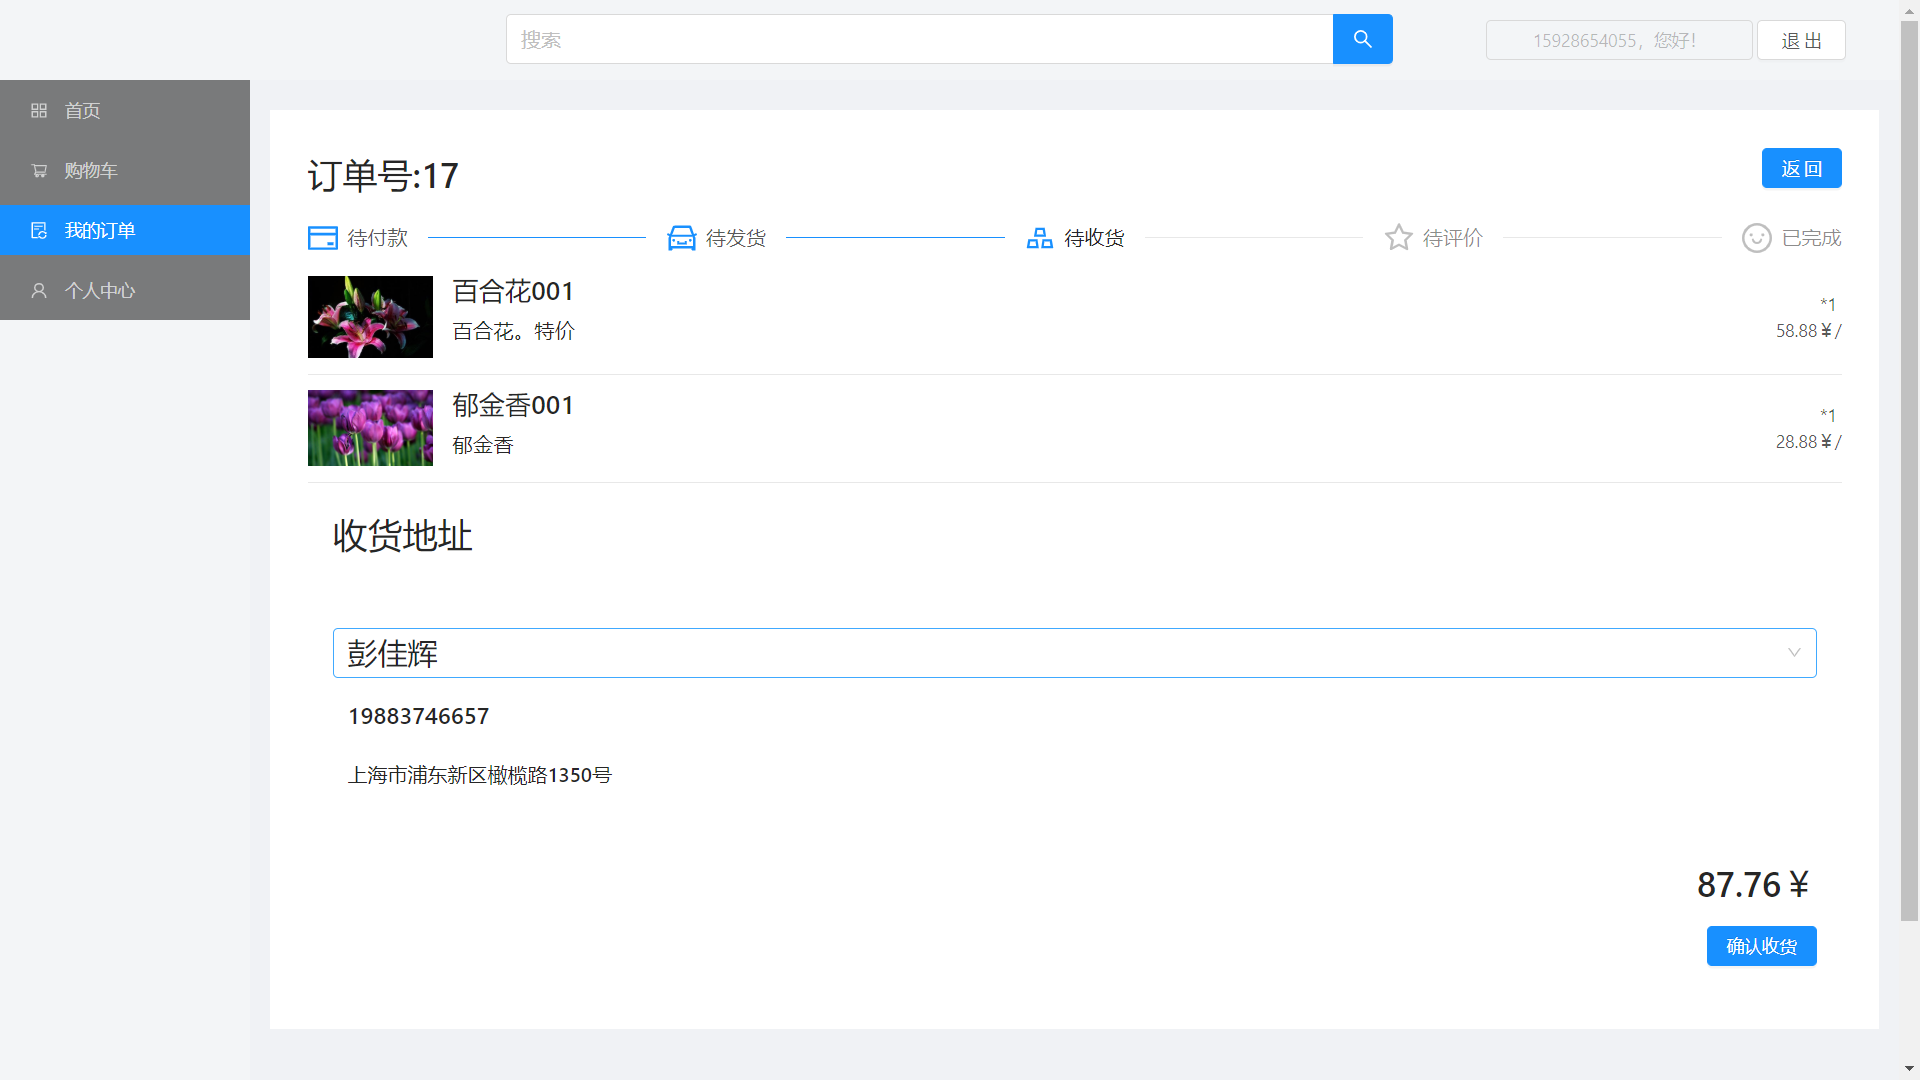 搜索
15928654055，您好！
退 出
首页
购物车
我的订单
个人中心
订单号:17
返 回
待付款
待发货
待收货
待评价
已完成
百合花001
百合花。特价
*1
58.88￥/
郁金香001
郁金香
*1
28.88￥/
收货地址
彭佳辉
19883746657
上海市浦东新区橄榄路1350号
87.76￥
确认收货